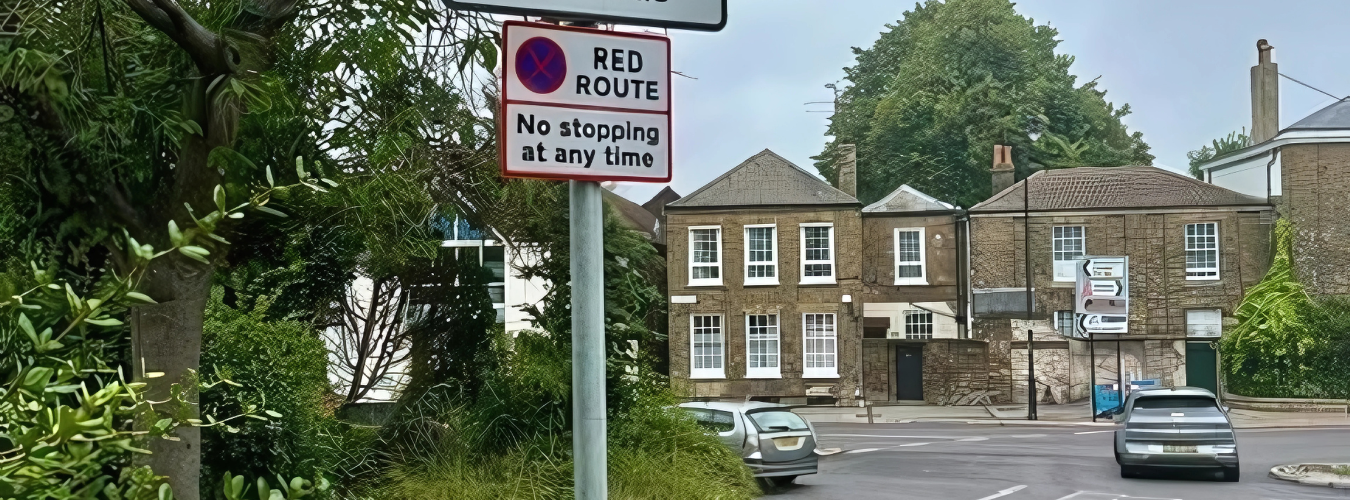 RED
ROUTE
No stopping
at any time